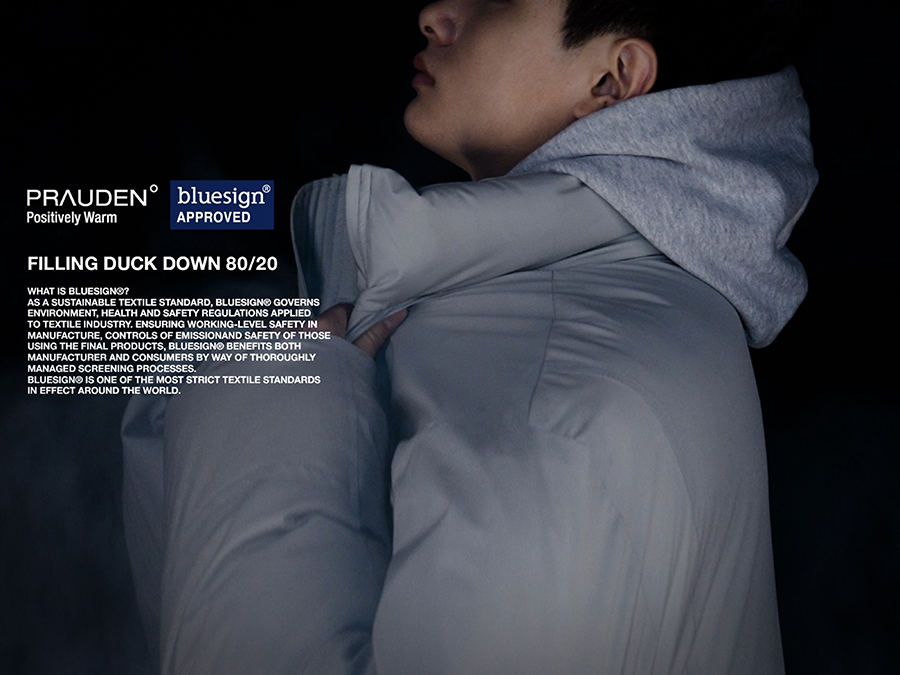 PRAUDEN°
Positively Warm
bluesign®
APPROVED
FILLING DUCK DOWN 80/20
WHAT IS BLUESIGN®?
AS A SUSTAINABLE TEXTILE STANDARD, BLUESIGN® GOVERNS
ENVIRONMENT, HEALTH AND SAFETY REGULATIONS APPLIED
TO TEXTILE INDUSTRY. ENSURING WORKING-LEVEL SAFETY IN
MANUFACTURE, CONTROLS OF EMISSIONAND SAFETY OF THOSE
USING THE FINAL PRODUCTS, BLUESIGN® BENEFITS BOTH
MANUFACTURER AND CONSUMERS BY WAY OF THOROUGHLY
MANAGED SCREENING PROCESSES.
BLUESIGN® IS ONE OF THE MOST STRICT TEXTILE STANDARDS
IN EFFECT AROUND THE WORLD.